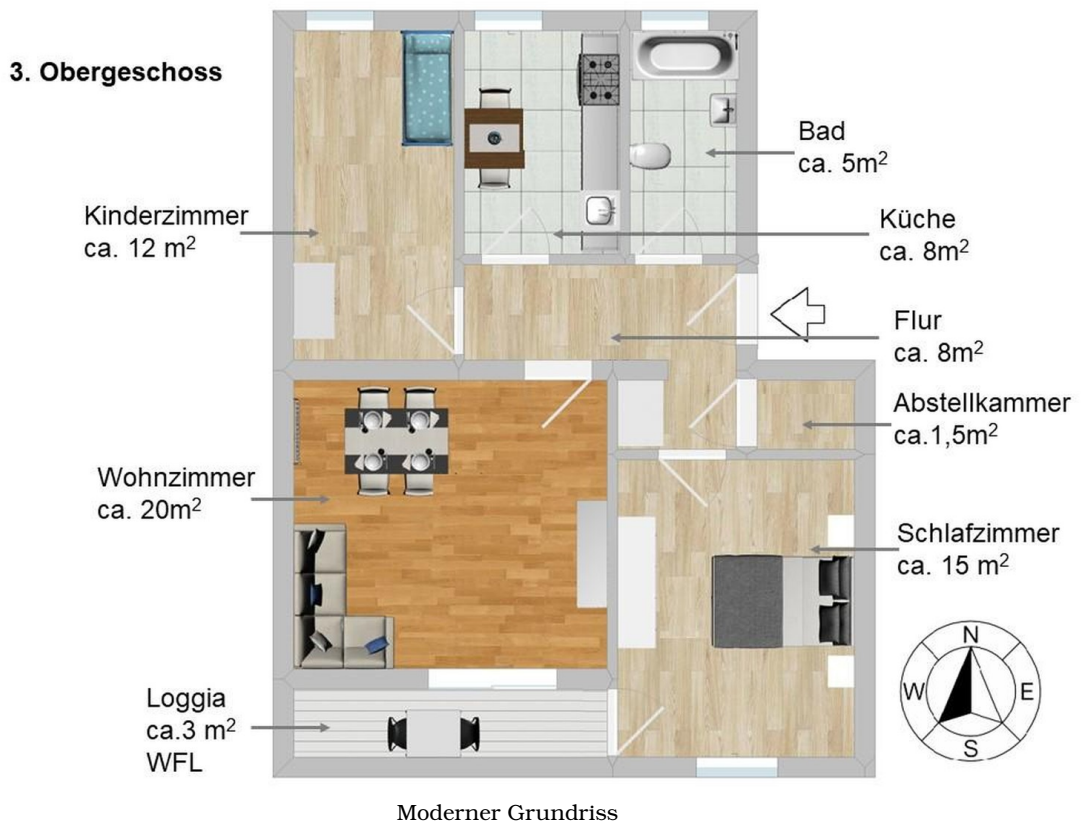 3. Obergeschoss
Bad
ca. 5m²
Kinderzimmer
ca. 12 m²
Küche
ca. 8m²
Flur
ca. 8m²
Abstellkammer
ca.1,5m²
Wohnzimmer
ca. 20m²
Schlafzimmer
ca. 15 m²
N
W
E
S
Loggia
ca.3 m²
WFL
Moderner Grundriss